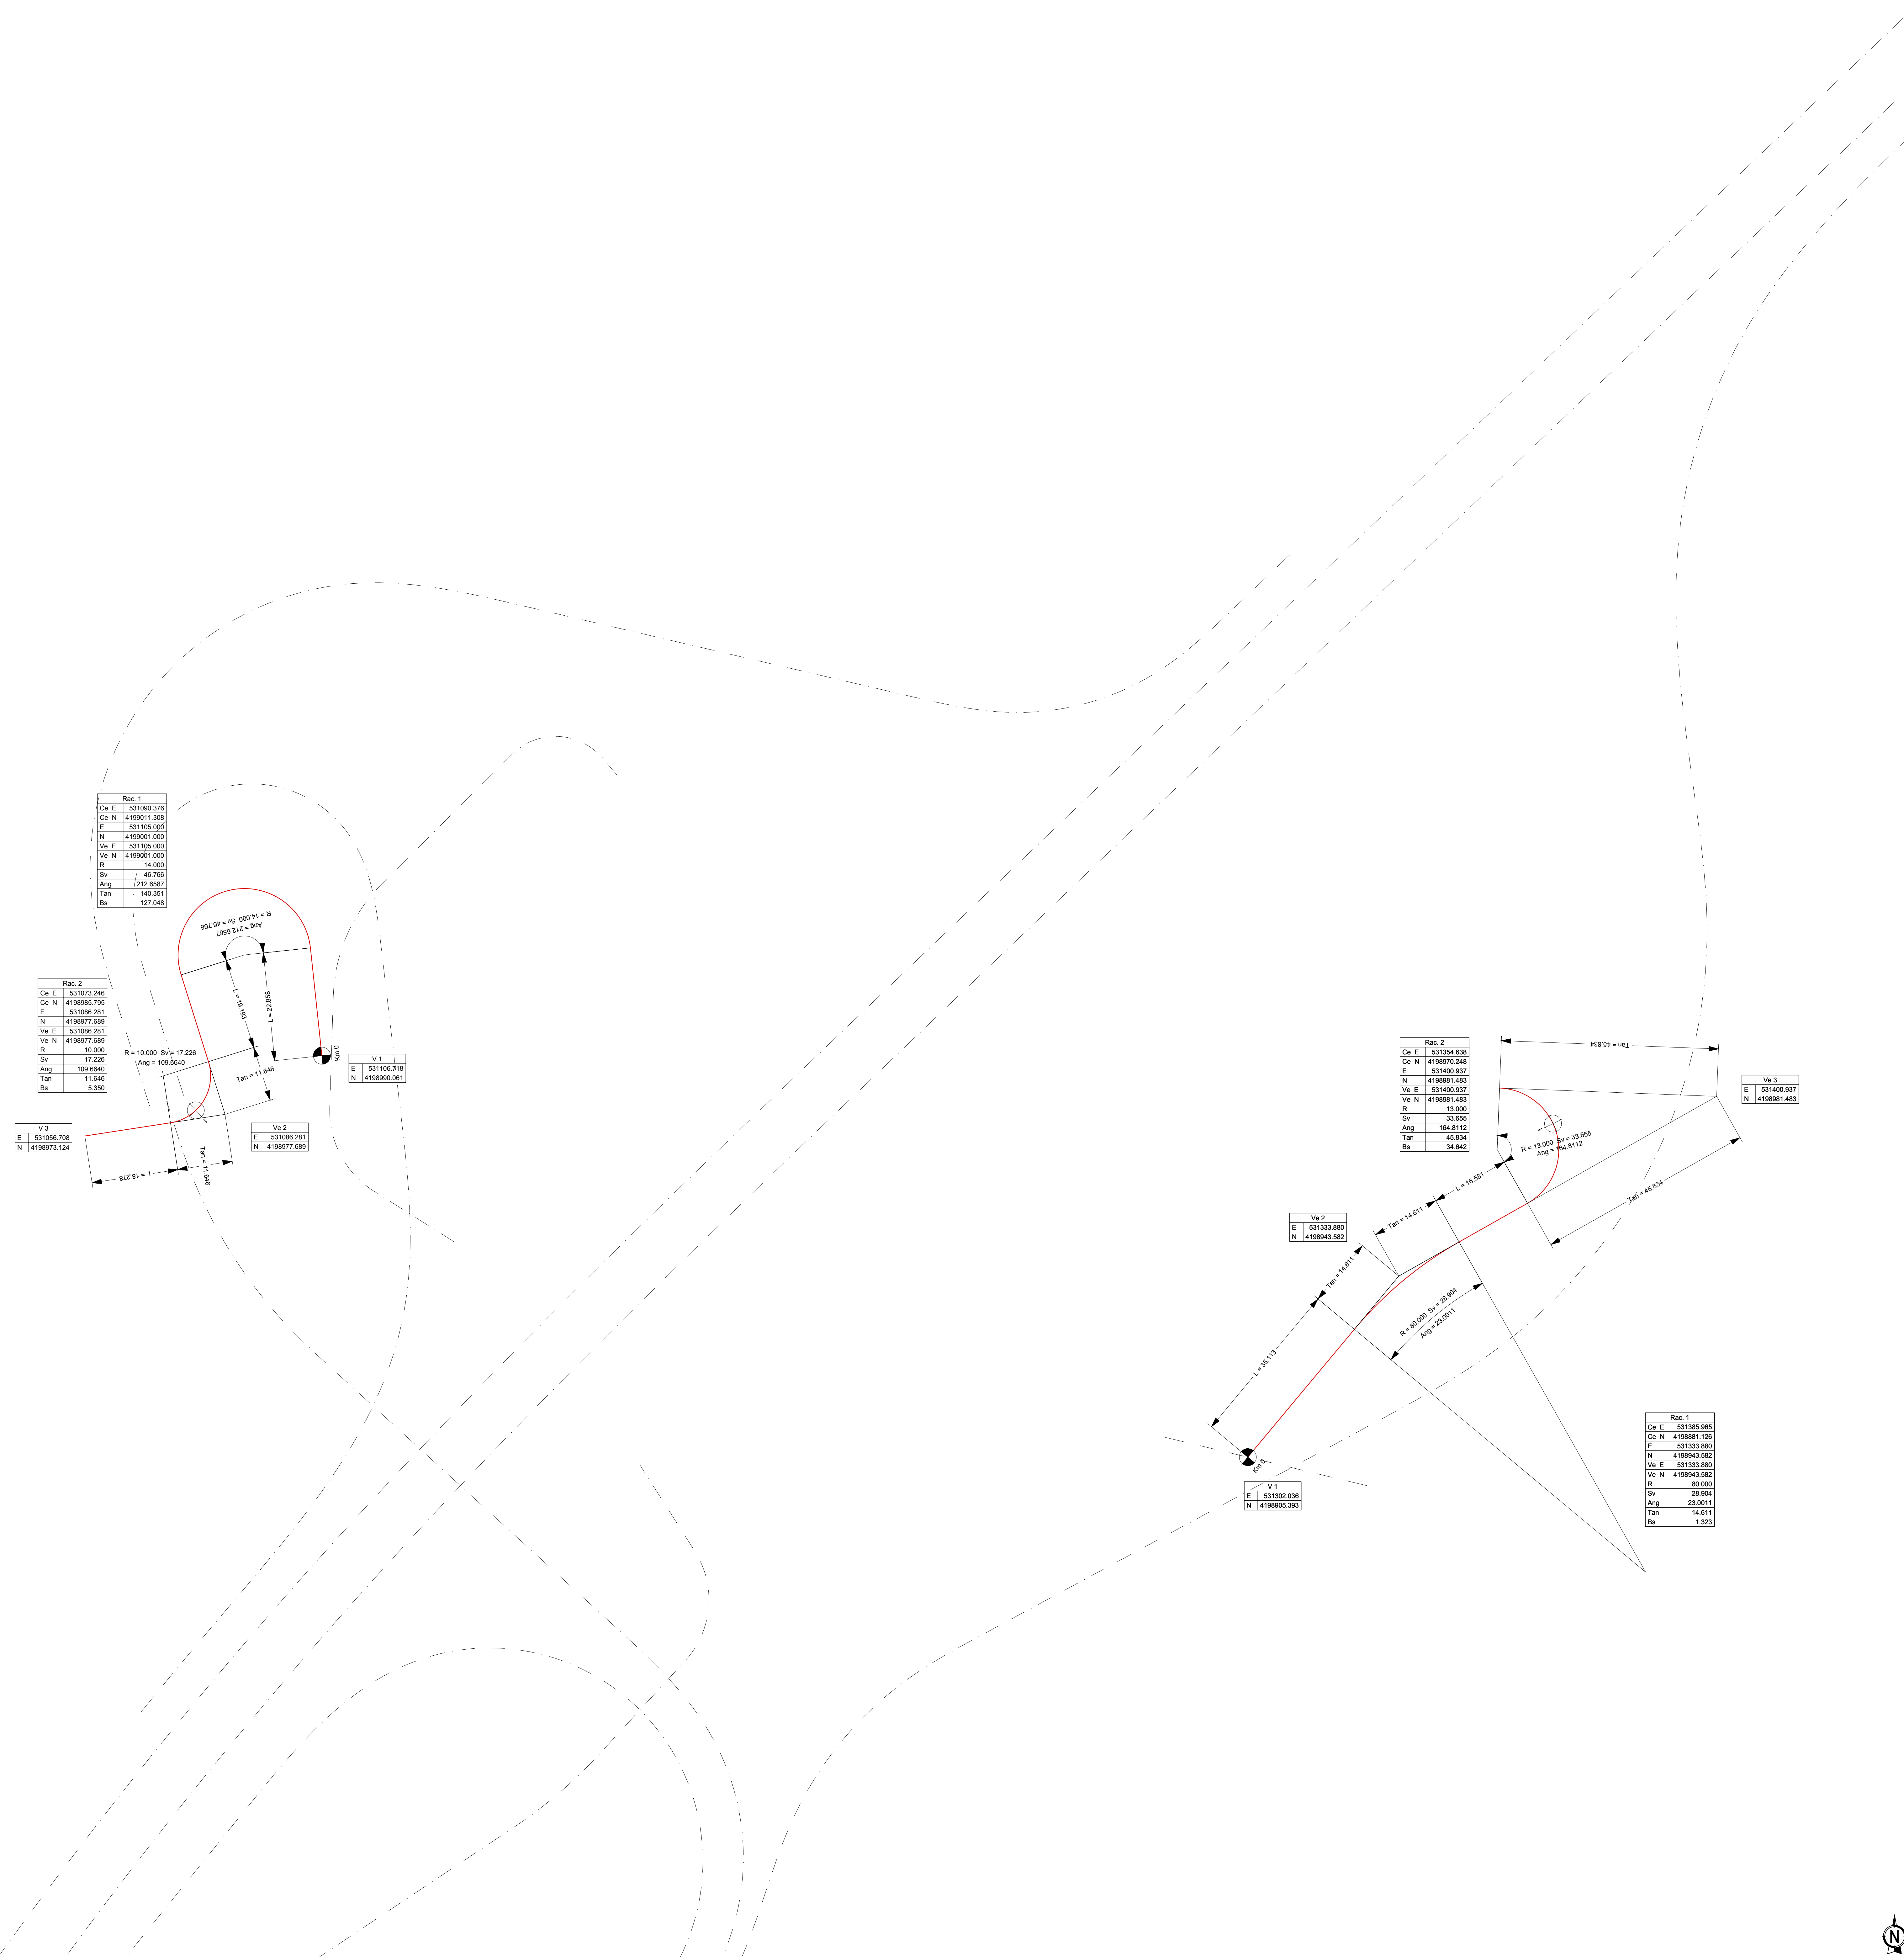 Rac. 1
Ce E 531090.376
Ce N 4199011.308
E 531105.000
N 4199001.000
Ve E 531105.000
Ve N 4199001.000
R 14.000
Sv 46.766
Ang 212.6587
Tan 140.351
Bs 127.048
R = 14.000 Sv = 46.766
Ang = 212.6587
L = 19.193
L = 22.858
Km 0
V 1
E 531106.718
N 4198990.061
Rac. 2
Ce E 531073.246
Ce N 4198985.795
E 531086.281
N 4198977.689
Ve E 531086.281
Ve N 4198977.689
R 10.000
Sv 17.226
Ang 109.6640
Tan 11.646
Bs 5.350
R = 10.000 Sv = 17.226
Ang = 109.6640
Tan = 11.646
V 3
E 531056.708
N 4198973.124
Ve 2
E 531086.281
N 4198977.689
L = 18.278
Tan = 11.646
Rac. 2
Ce E 531354.638
Ce N 4198970.248
E 531400.937
N 4198981.483
Ve E 531400.937
Ve N 4198981.483
R 13.000
Sv 33.655
Ang 164.8112
Tan 45.834
Bs 34.642
Tan = 45.834
Ve 3
E 531400.937
N 4198981.483
R = 13.000 Sv = 33.655
Ang = 164.8112
Tan = 45.834
L = 16.581
Tan = 14.611
Ve 2
E 531333.880
N 4198943.582
Tan = 14.611
R = 80.000 Sv = 28.904
Ang = 23.0011
L = 35.113
Km 0
V 1
E 531302.036
N 4198905.393
Rac. 1
Ce E 531385.965
Ce N 4198881.126
E 531333.880
N 4198943.582
Ve E 531333.880
Ve N 4198943.582
R 80.000
Sv 28.904
Ang 23.0011
Tan 14.611
Bs 1.323
N